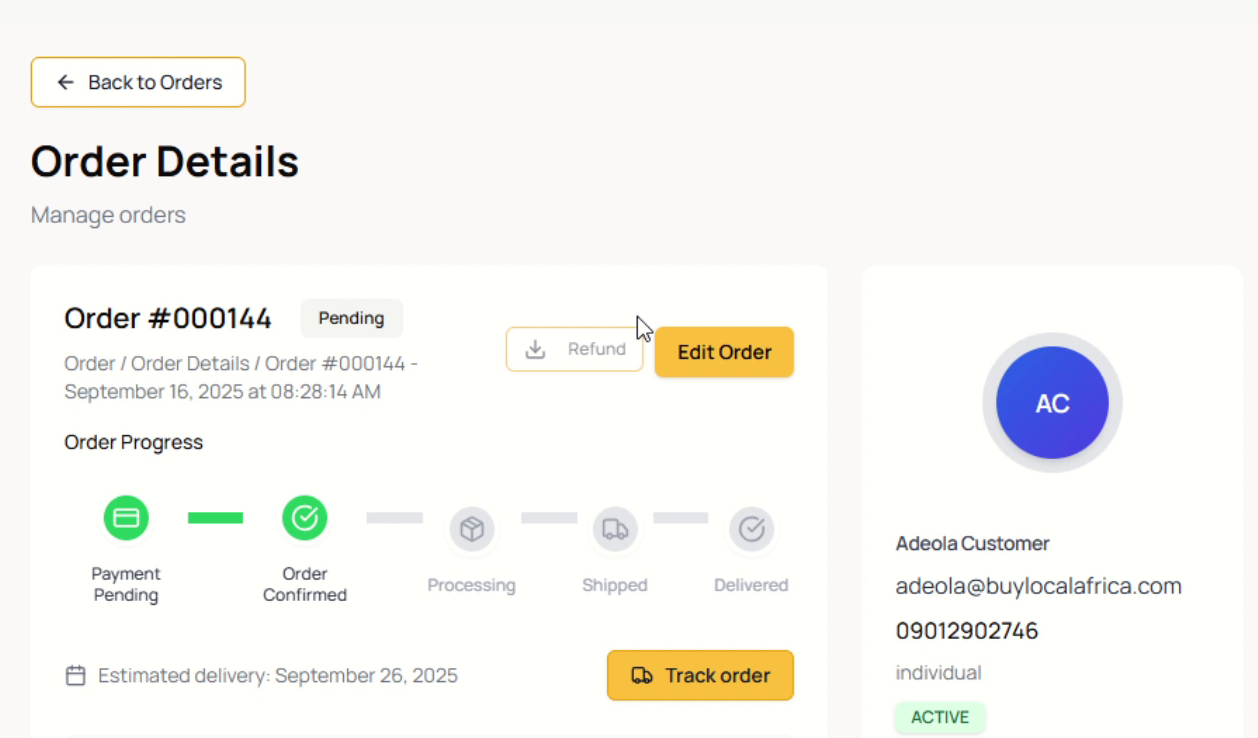 Back to Orders
Order Details
Manage orders
Order #000144
Pending
Order / Order Details / Order #000144 -
September 16, 2025 at 08:28:14 AM
Refund
Edit Order
Order Progress
Payment
Pending
Order
Confirmed
Processing
Shipped
Delivered
Estimated delivery: September 26, 2025
Track order
AC
Adeola Customer
adeola@buylocalafrica.com
09012902746
individual
ACTIVE